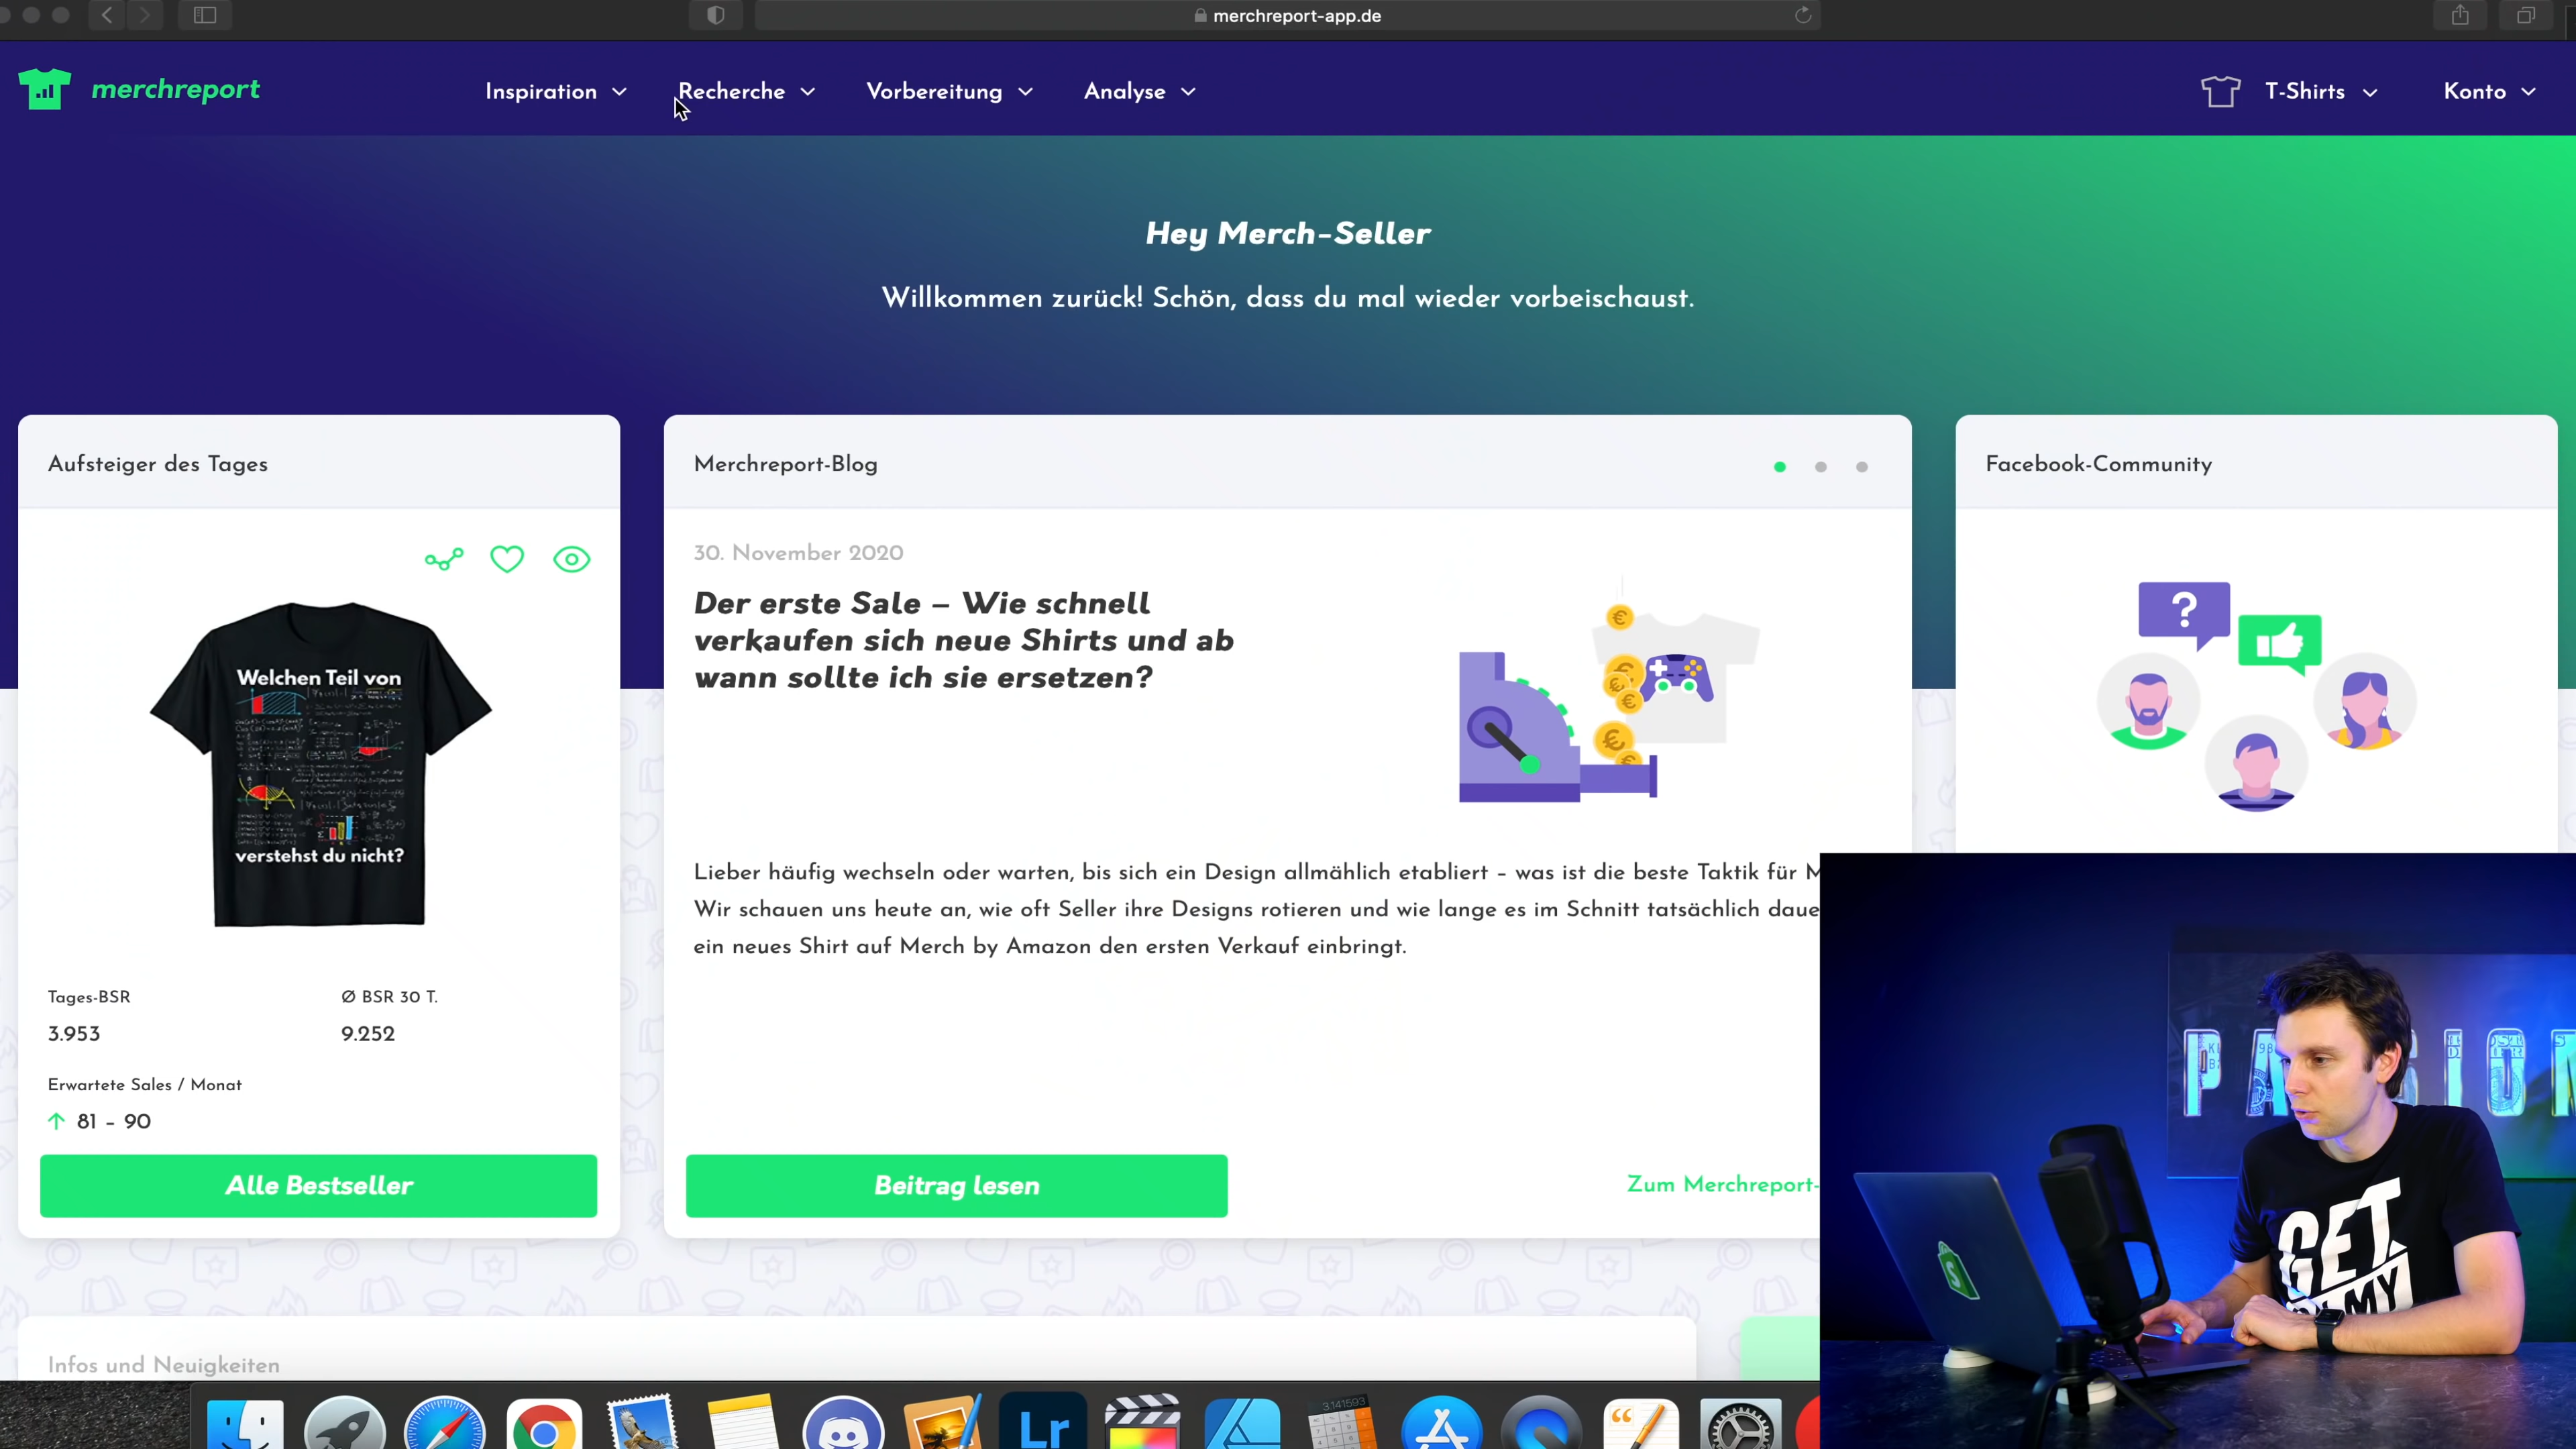 merchreport-app.de
merchreport
Inspiration
Recherche
Vorbereitung
Analyse
T-Shirts
Konto
Hey Merch-Seller
Willkommen zurück! Schön, dass du mal wieder vorbeischaust.
Aufsteiger des Tages
Welchen Teil von
verstehst du nicht?
Tages-BSR
Ø BSR 30 T.
3.953
9.252
Erwartete Sales / Monat
81 – 90
Alle Bestseller
Merchreport-Blog
30. November 2020
Der erste Sale – Wie schnell
verkaufen sich neue Shirts und ab
wann sollte ich sie ersetzen?
Lieber häufig wechseln oder warten, bis sich ein Design allmählich etabliert – was ist die beste Taktik für M
Wir schauen uns heute an, wie oft Seller ihre Designs rotieren und wie lange es im Schnitt tatsächlich daue
ein neues Shirt auf Merch by Amazon den ersten Verkauf einbringt.
Beitrag lesen
Zum Merchreport-
Facebook-Community
?
Infos und Neuigkeiten
Lr
3.141593
GET